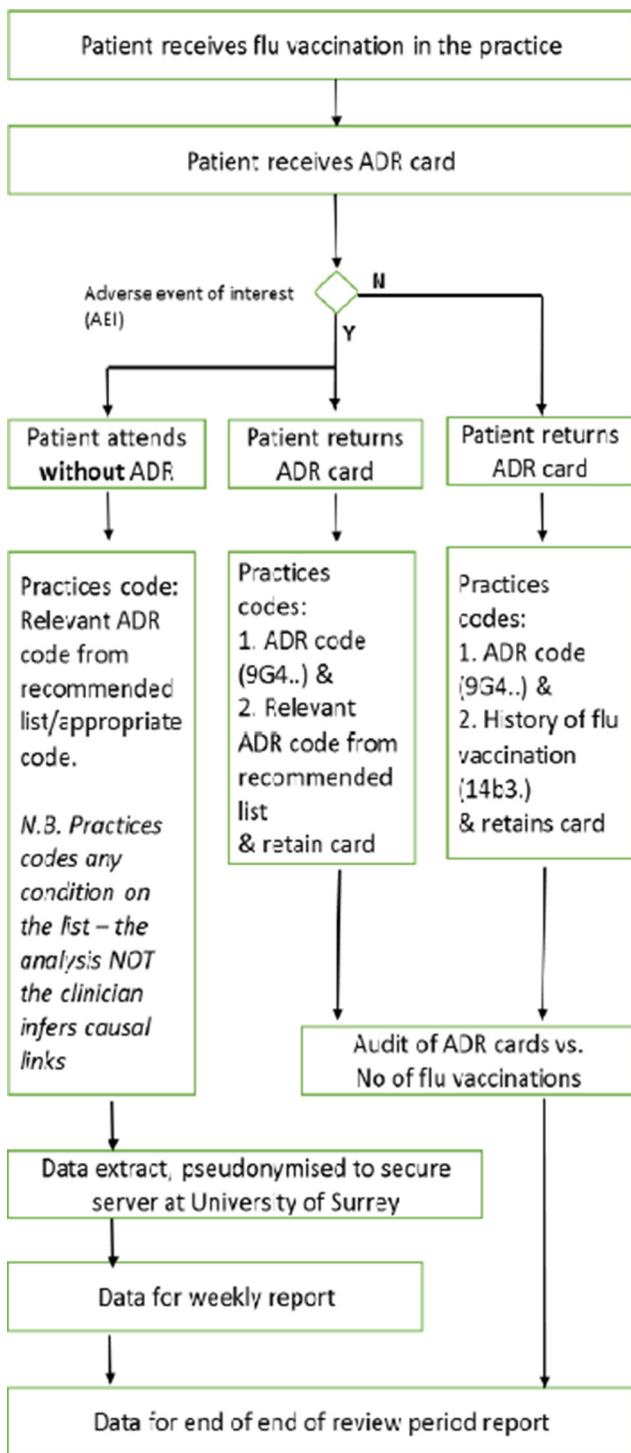 Patient receives flu vaccination in the practice
Patient receives ADR card
Adverse event of interest
(AEI)
N
Y
Patient attends
without ADR
Patient returns
ADR card
Patient returns
ADR card
Practices code:
Relevant ADR
code from
recommended
list/appropriate
code.
N.B. Practices
codes any
condition on
the list – the
analysis NOT
the clinician
infers causal
links
Practices
codes:
1. ADR code
(9G4..) &
2. Relevant
ADR code from
recommended
list
& retain card
Practices
codes:
1. ADR code
(9G4..) &
2. History of flu
vaccination
(14b3.)
& retains card
Audit of ADR cards vs.
No of flu vaccinations
Data extract, pseudonymised to secure
server at University of Surrey
Data for weekly report
Data for end of end of review period report